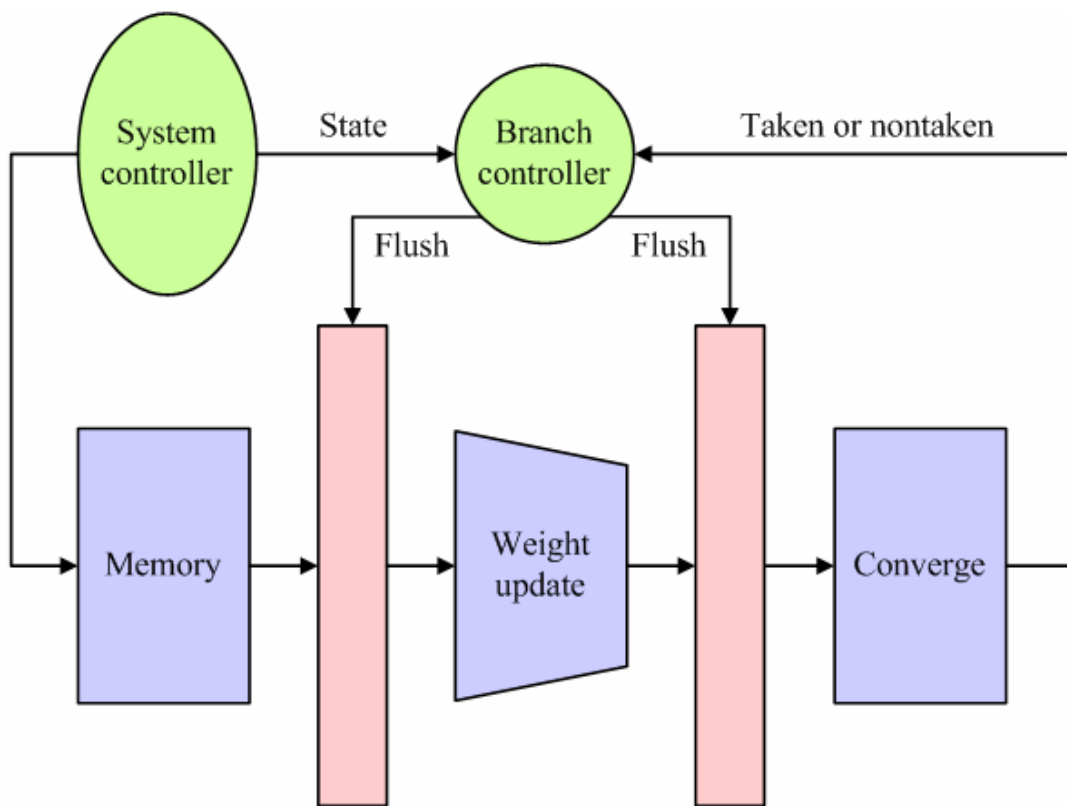 System
controller
State
Branch
controller
Taken or nontaken
Flush
Flush
Memory
Weight
update
Converge